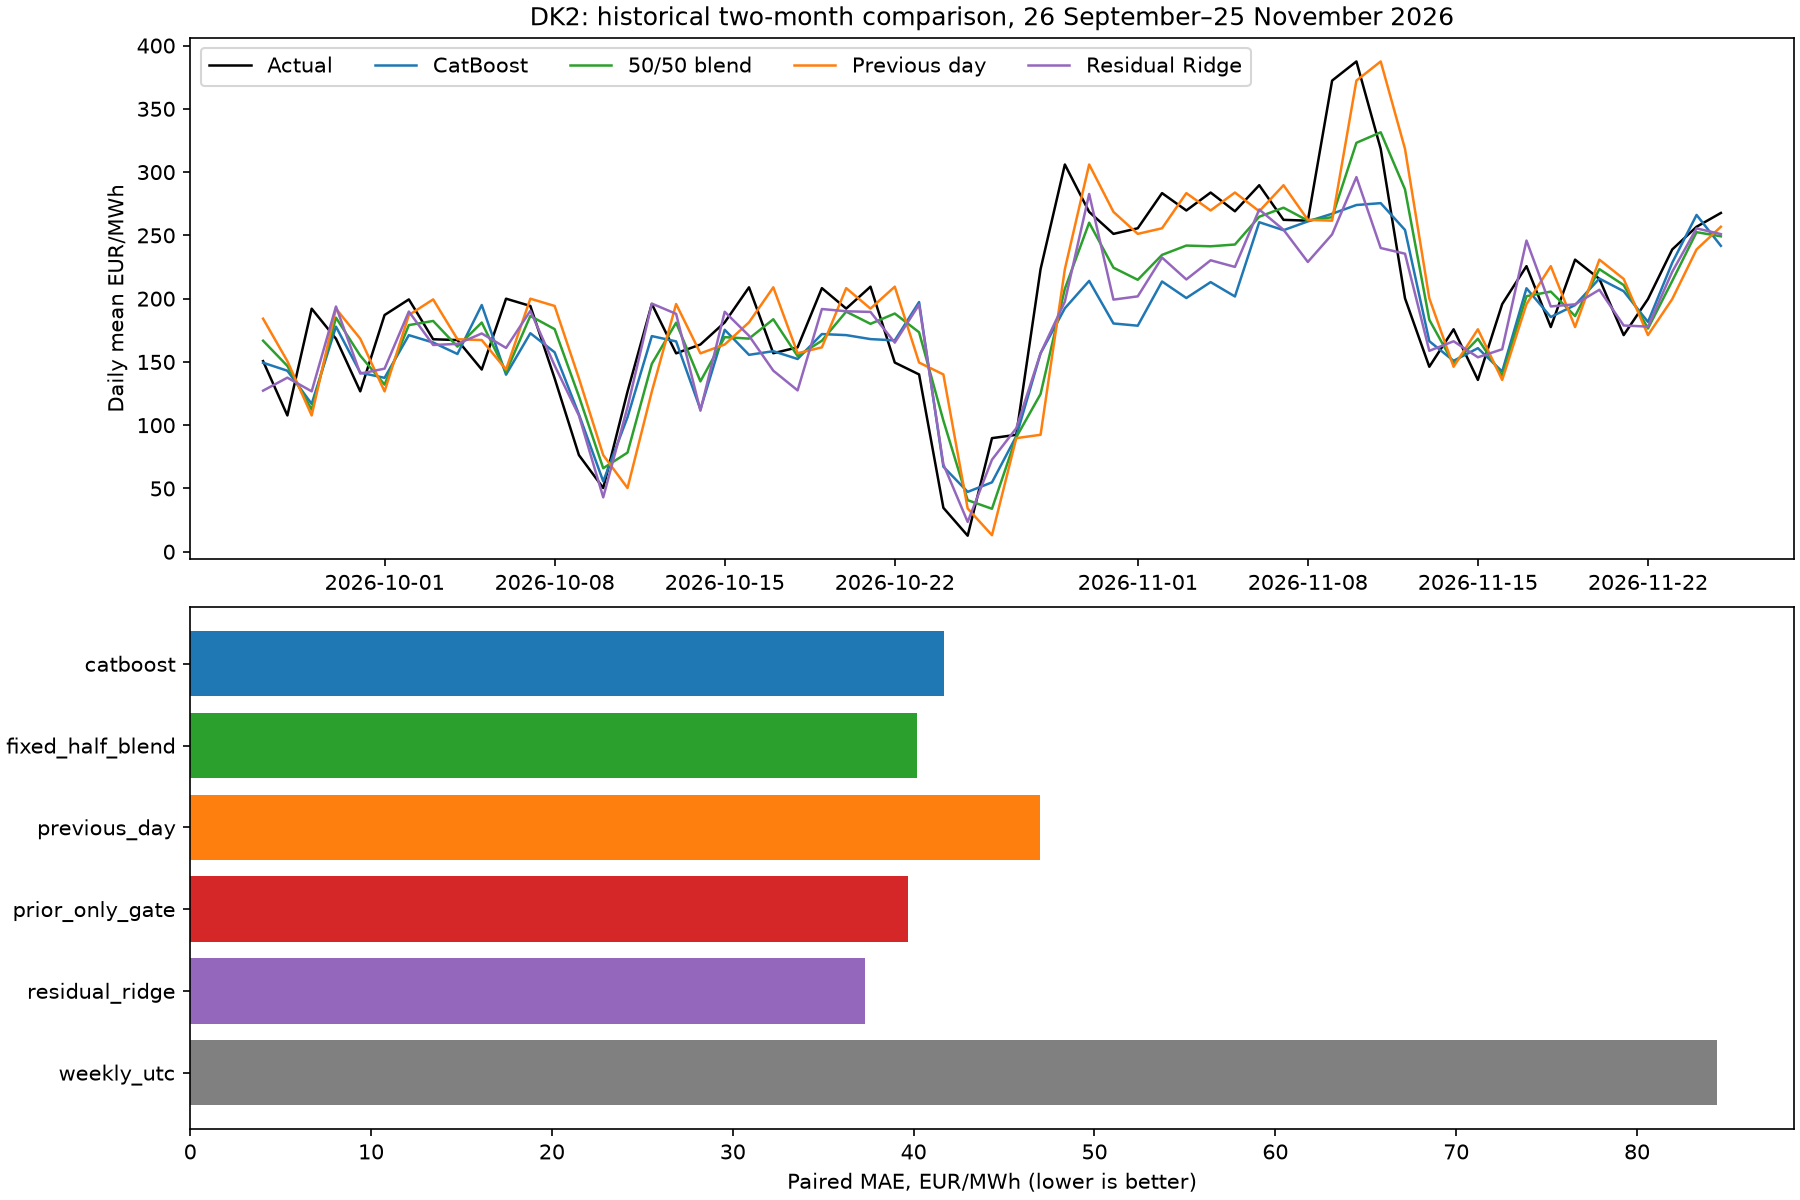 DK2: historical two-month comparison, 26 September–25 November 2026
Actual CatBoost 50/50 blend Previous day Residual Ridge
Daily mean EUR/MWh
400
350
300
250
200
150
100
50
0
2026-10-01 2026-10-08 2026-10-15 2026-10-22 2026-11-01 2026-11-08 2026-11-15 2026-11-22
catboost
fixed_half_blend
previous_day
prior_only_gate
residual_ridge
weekly_utc
0 10 20 30 40 50 60 70 80
Paired MAE, EUR/MWh (lower is better)